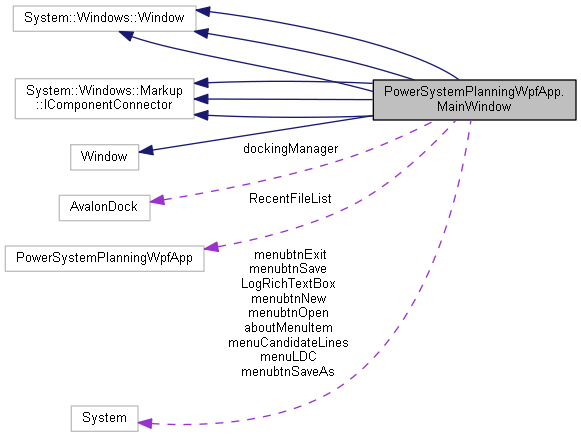 System::Windows::Window
System::Windows::Markup
::IComponentConnector
PowerSystemPlanningWpfApp.
MainWindow
Window
dockingManager
AvalonDock
RecentFileList
PowerSystemPlanningWpfApp
menubtnExit
menubtnSave
LogRichTextBox
menubtnNew
menubtnOpen
aboutMenuItem
menuCandidateLines
menuLDC
menubtnSaveAs
System